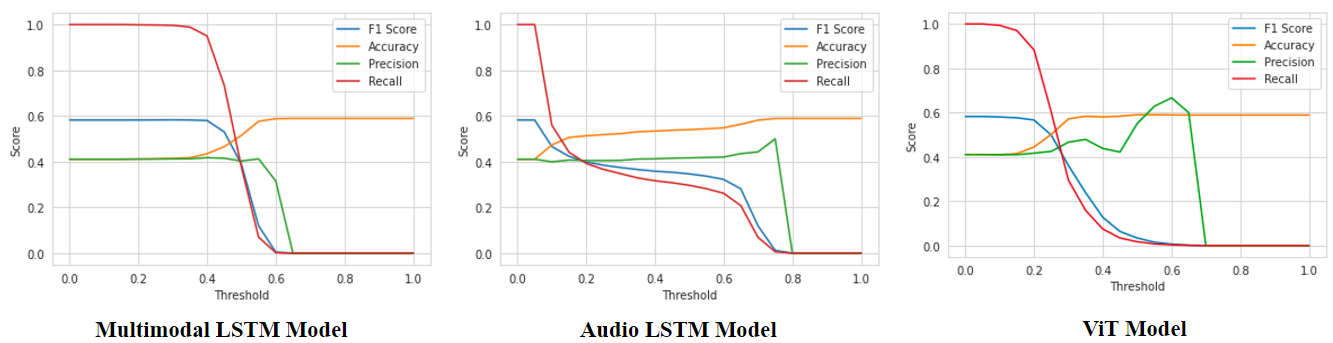 F1 Score
Accuracy
Precision
Recall
1.0
0.8
0.6
0.4
0.2
0.0
Score
0.0 0.2 0.4 0.6 0.8 1.0
Threshold
Multimodal LSTM Model
F1 Score
Accuracy
Precision
Recall
1.0
0.8
0.6
0.4
0.2
0.0
Score
0.0 0.2 0.4 0.6 0.8 1.0
Threshold
Audio LSTM Model
F1 Score
Accuracy
Precision
Recall
1.0
0.8
0.6
0.4
0.2
0.0
Score
0.0 0.2 0.4 0.6 0.8 1.0
Threshold
ViT Model